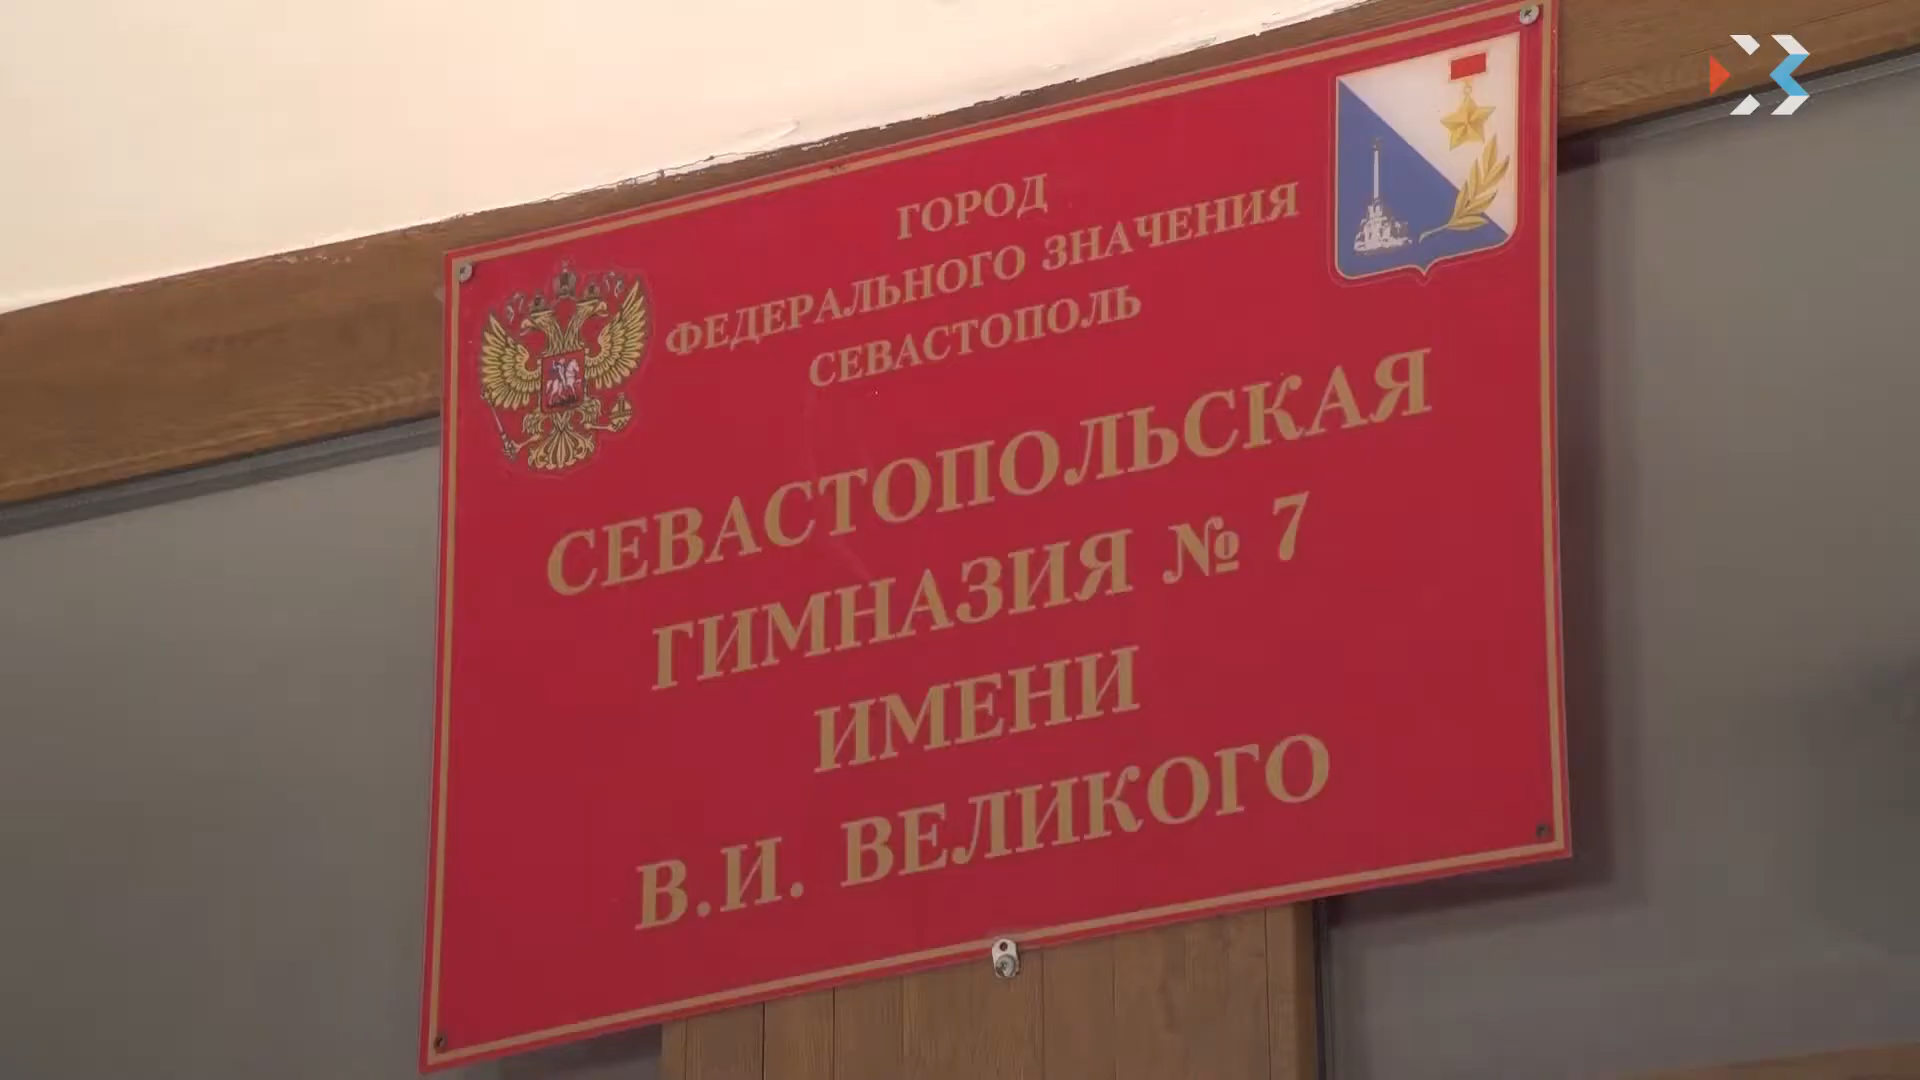 ГОРОД
ФЕДЕРАЛЬНОГО ЗНАЧЕНИЯ
СЕВАСТОПОЛЬ
СЕВАСТОПОЛЬСКАЯ
ГИМНАЗИЯ № 7
ИМЕНИ
В.И. ВЕЛИКОГО